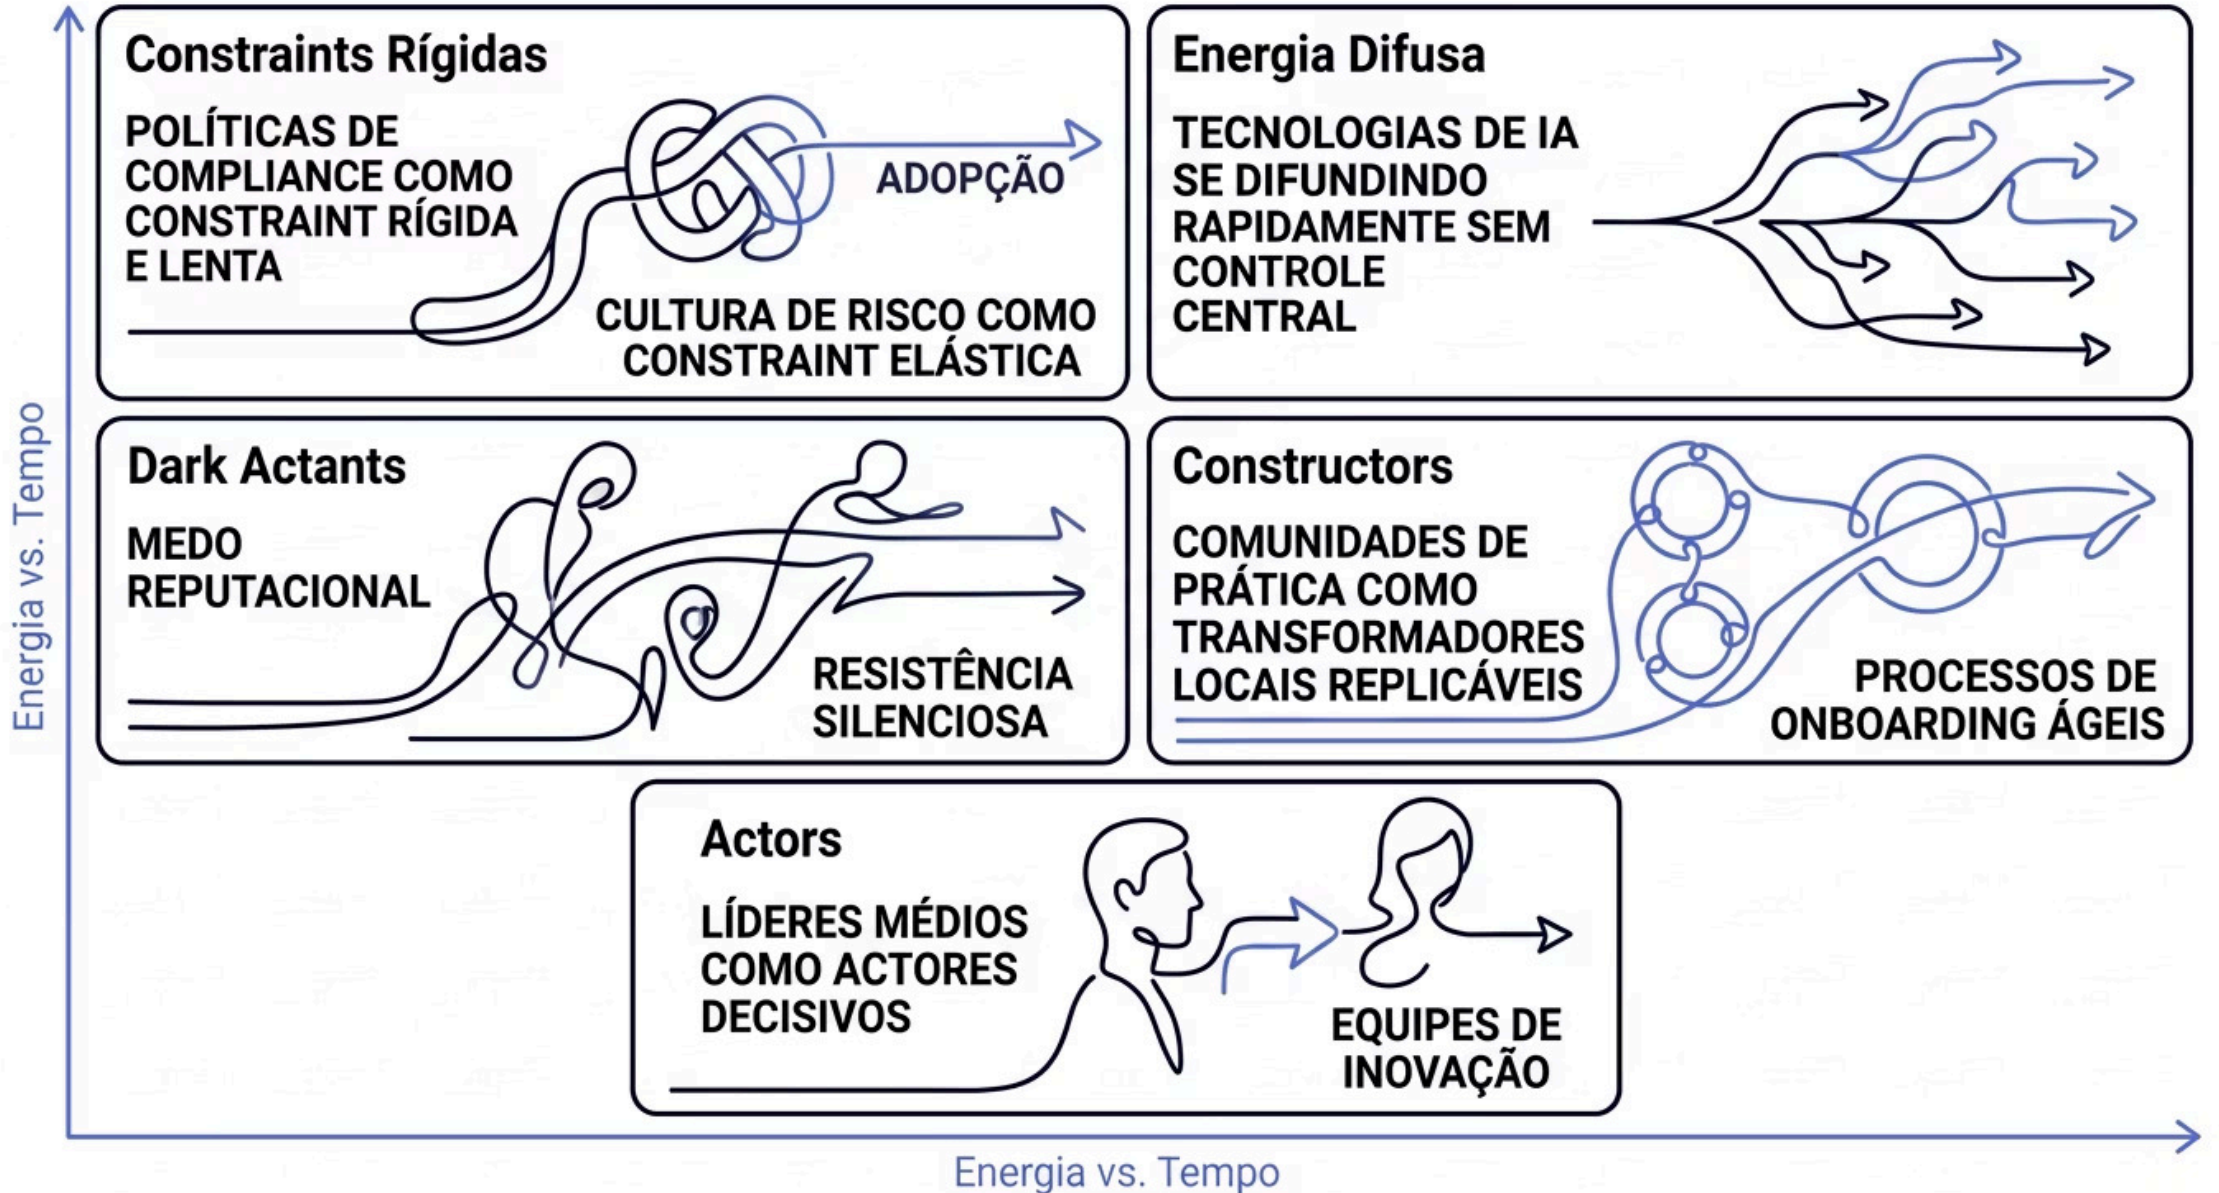 Constraints Rígidas
POLÍTICAS DE
COMPLIANCE COMO
CONSTRAINT RÍGIDA
E LENTA
ADOPÇÃO
CULTURA DE RISCO COMO
CONSTRAINT ELÁSTICA
Energia Difusa
TECNOLOGIAS DE IA
SE DIFUNDINDO
RAPIDAMENTE SEM
CONTROLE
CENTRAL
Energia vs. Tempo
Dark Actants
MEDO
REPUTACIONAL
RESISTÊNCIA
SILENCIOSA
Constructors
COMUNIDADES DE
PRÁTICA COMO
TRANSFORMADORES
LOCAIS REPLICÁVEIS
PROCESSOS DE
ONBOARDING ÁGEIS
Actors
LÍDERES MÉDIOS
COMO ACTORES
DECISIVOS
EQUIPES DE
INOVAÇÃO
Energia vs. Tempo